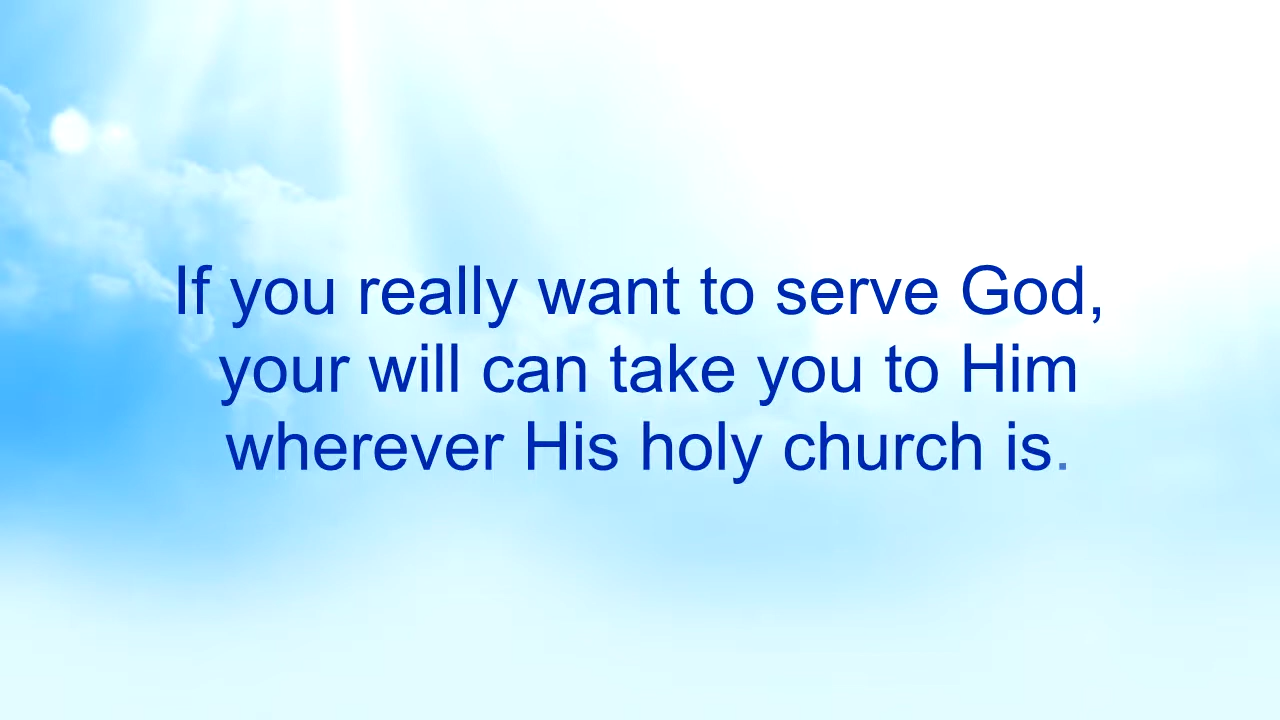 If you really want to serve God,
your will can take you to Him
wherever His holy church is.